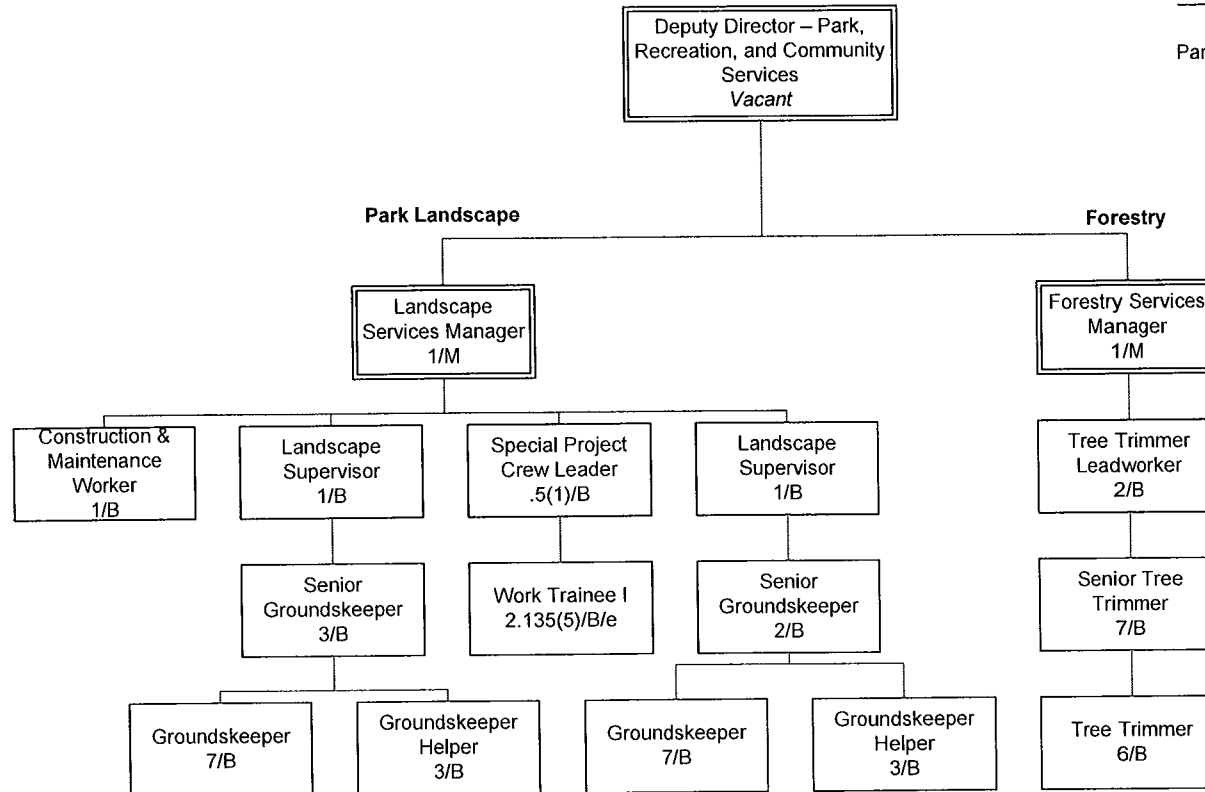 Deputy Director – Park,
Recreation, and Community
Services
Vacant
Par
Park Landscape
Forestry
Landscape
Services Manager
1/M
Forestry Services
Manager
1/M
Construction &
Maintenance
Worker
1/B
Landscape
Supervisor
1/B
Special Project
Crew Leader
.5(1)/B
Landscape
Supervisor
1/B
Tree Trimmer
Leadworker
2/B
Senior
Groundskeeper
3/B
Work Trainee I
2.135(5)/B/e
Senior
Groundskeeper
2/B
Senior Tree
Trimmer
7/B
Groundskeeper
7/B
Groundskeeper
Helper
3/B
Groundskeeper
7/B
Groundskeeper
Helper
3/B
Tree Trimmer
6/B